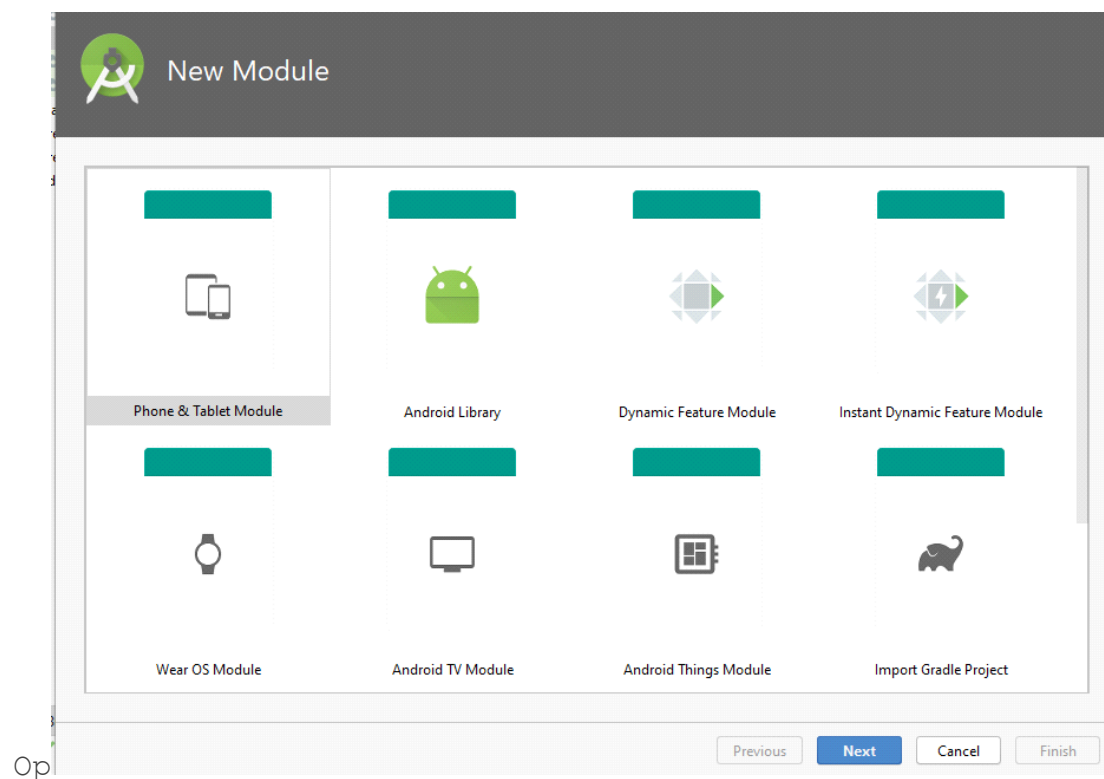 New Module
Phone & Tablet Module
Android Library
Dynamic Feature Module
Instant Dynamic Feature Module
Wear OS Module
Android TV Module
Android Things Module
Import Gradle Project
Previous
Next
Cancel
Finish
Op